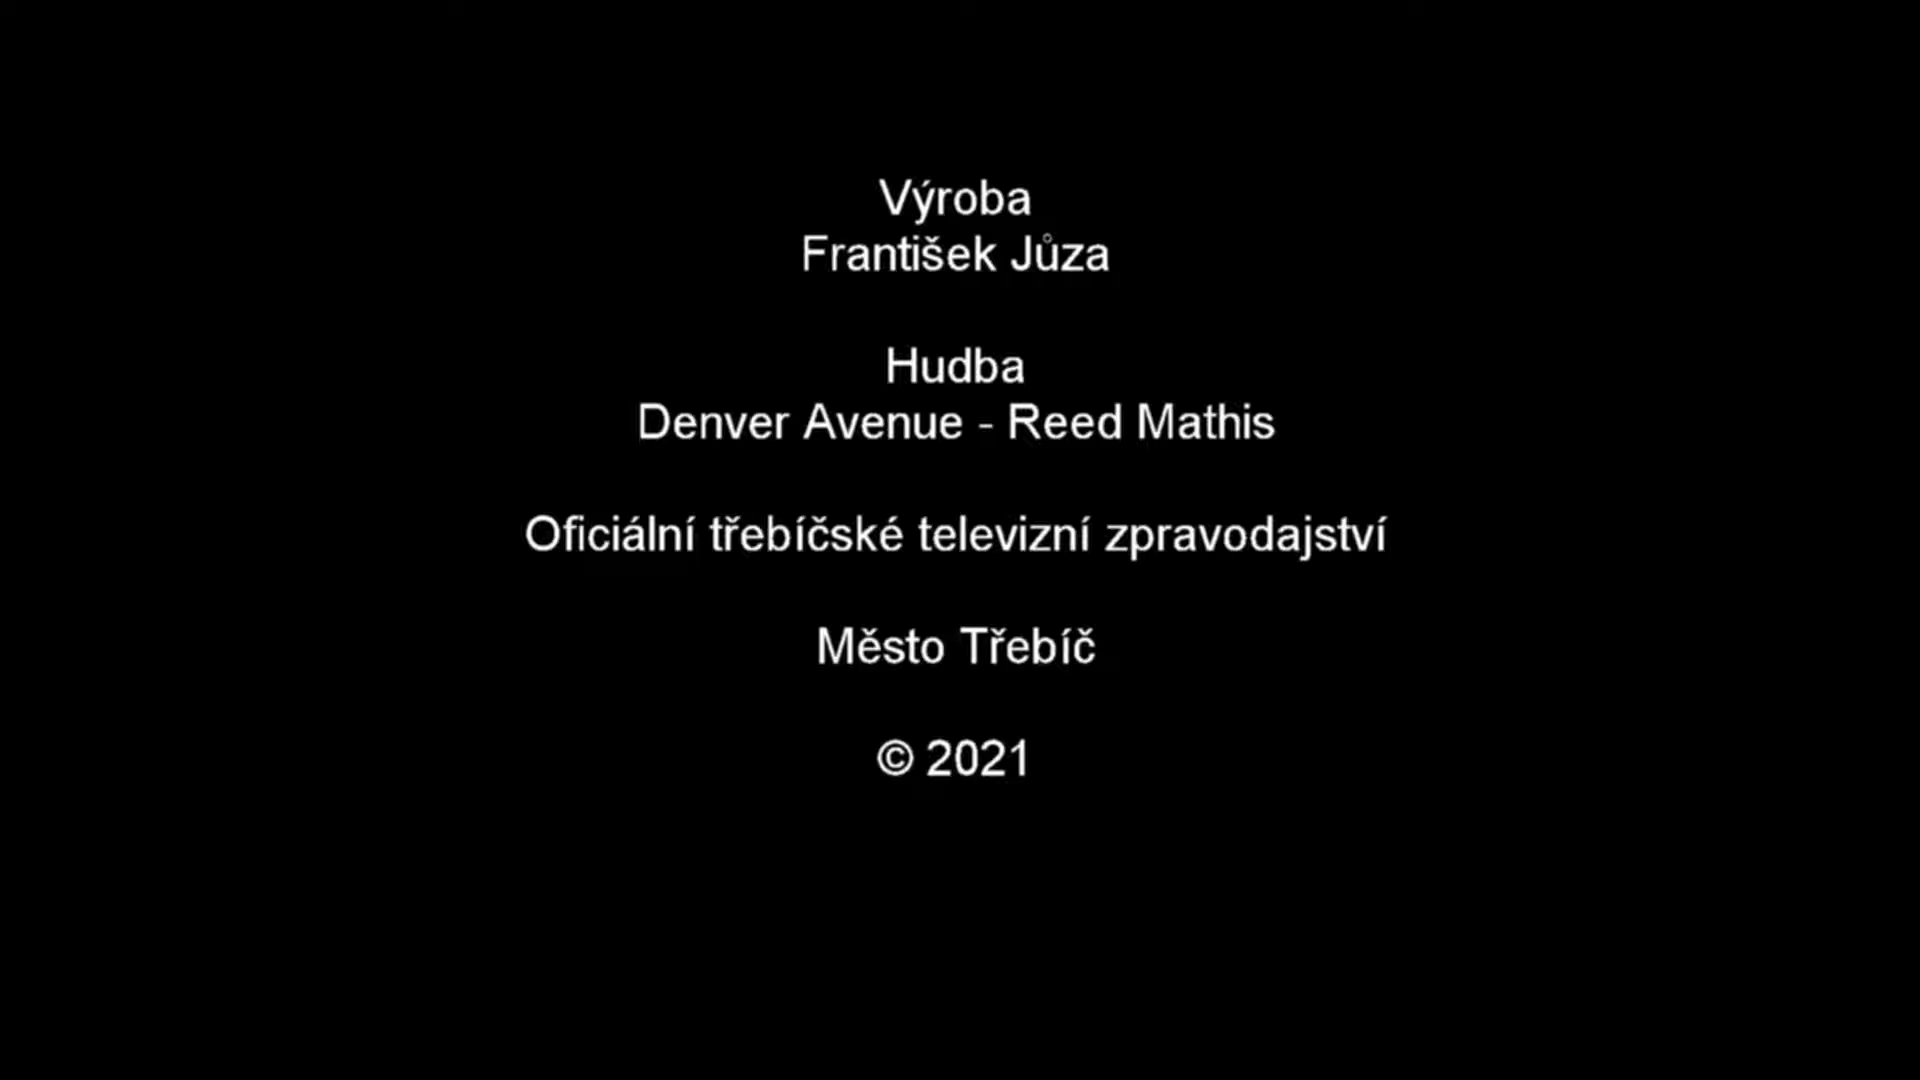 Výroba
František Jůza
Hudba
Denver Avenue - Reed Mathis
Oficiální třebíčské televizní zpravodajství
Město Třebíč
© 2021